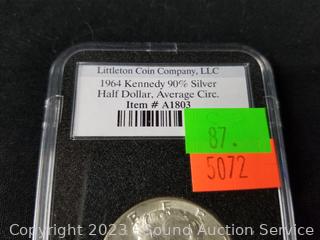 Littleton Coin Company, LLC
1964 Kennedy 90% Silver
Half Dollar, Average Circ.
Item # A1803
87.
5072
Copyright 2023 - Sound Auction Service